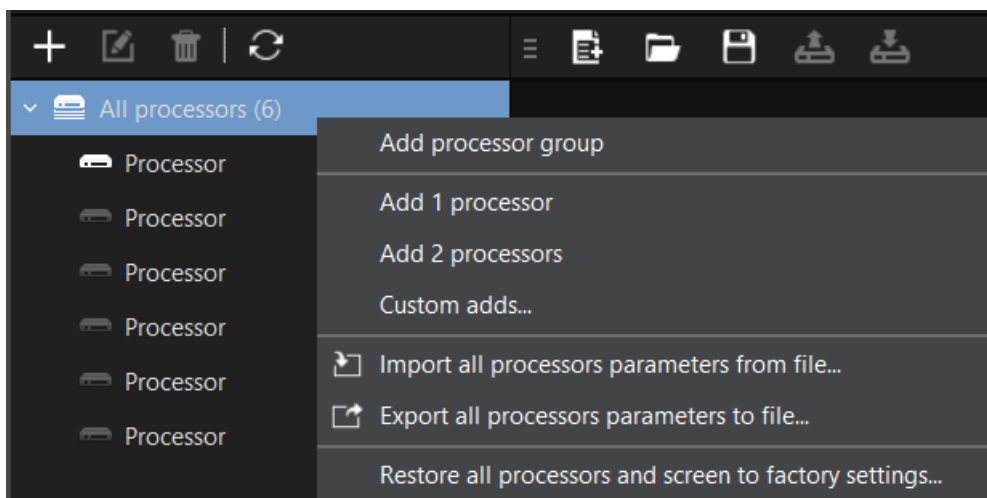 All processors (6)
Processor
Processor
Processor
Processor
Processor
Processor
Add processor group
Add 1 processor
Add 2 processors
Custom adds...
Import all processors parameters from file...
Export all processors parameters to file...
Restore all processors and screen to factory settings...